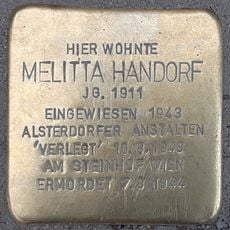 HIER WOHNTE
MELITTA HANDORF
JG. 1911
EINGEWIESEN 1943
ALSTERDORFER ANSTALTEN
'VERLEGT' 16.8.1943
AM STEINHOF WIEN
ERMORDET 7.3.1944